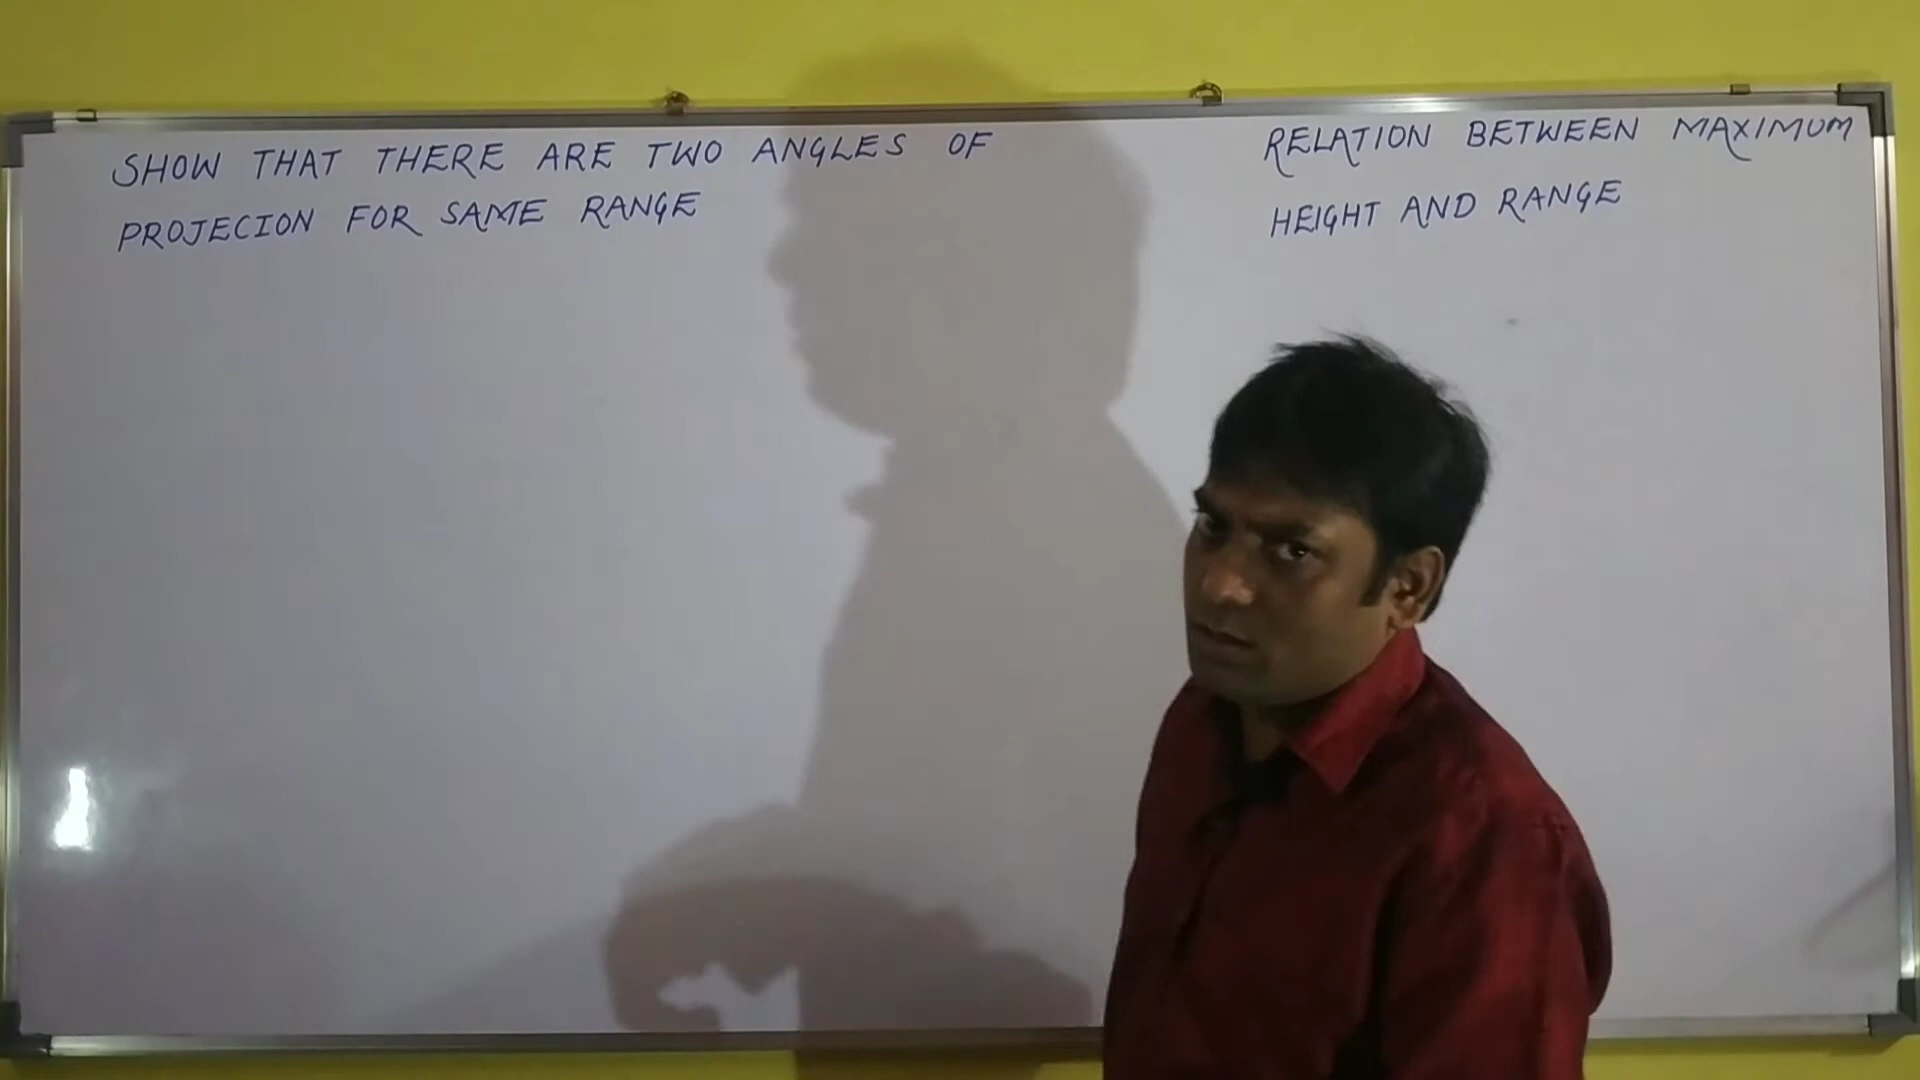 SHOW THAT THERE ARE TWO ANGLES OF
PROJECION FOR SAME RANGE
RELATION BETWEEN MAXIMUM
HEIGHT AND RANGE